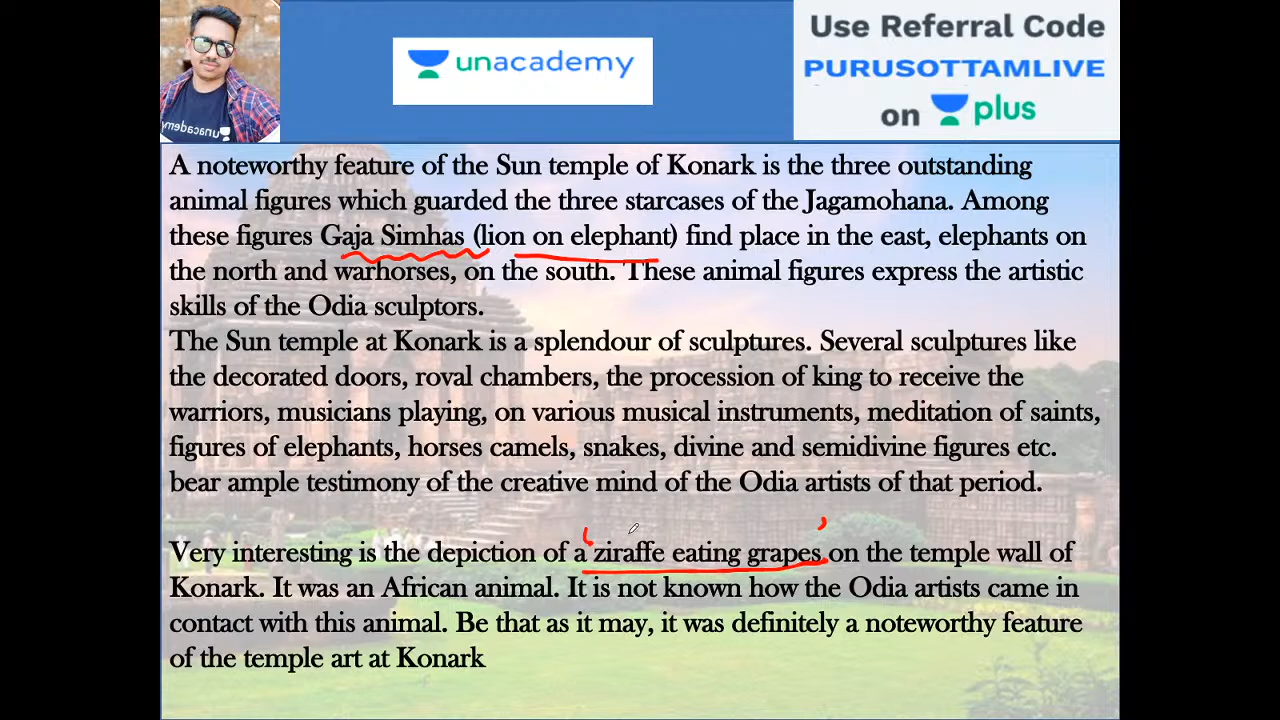 unacademy
unacademy
Use Referral Code
PURUSOTTAMLIVE
on plus
A noteworthy feature of the Sun temple of Konark is the three outstanding
animal figures which guarded the three starcases of the Jagamohana. Among
these figures Gaja Simhas (lion on elephant) find place in the east, elephants on
the north and warhorses, on the south. These animal figures express the artistic
skills of the Odia sculptors.
The Sun temple at Konark is a splendour of sculptures. Several sculptures like
the decorated doors, roval chambers, the procession of king to receive the
warriors, musicians playing, on various musical instruments, meditation of saints,
figures of elephants, horses camels, snakes, divine and semidivine figures etc.
bear ample testimony of the creative mind of the Odia artists of that period.
Very interesting is the depiction of a ‘ziraffe eating grapes’ on the temple wall of
Konark. It was an African animal. It is not known how the Odia artists came in
contact with this animal. Be that as it may, it was definitely a noteworthy feature
of the temple art at Konark